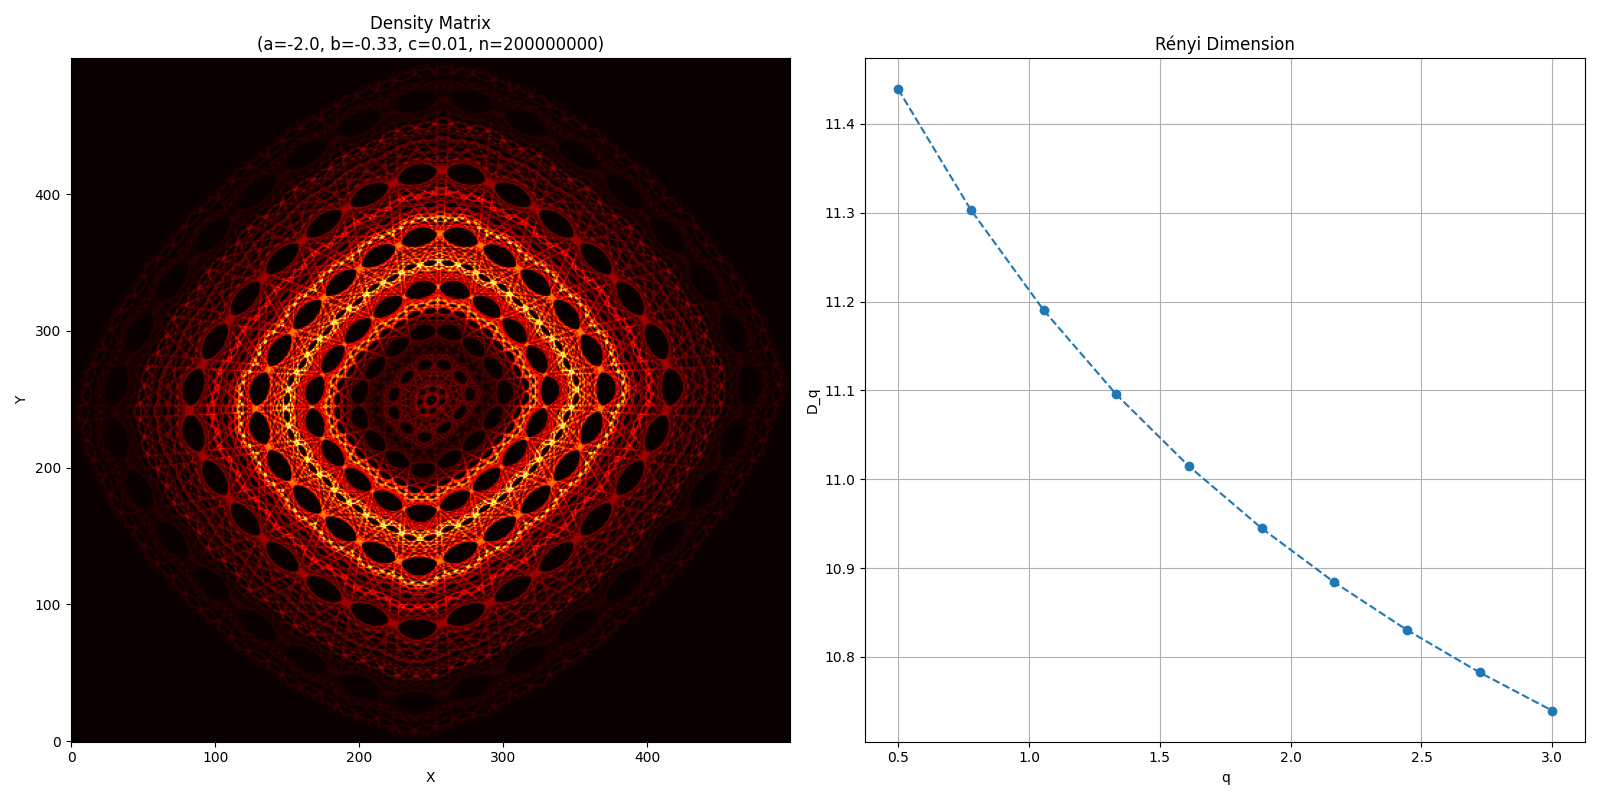 Density Matrix
(a=-2.0, b=-0.33, c=0.01, n=200000000)
Y
400
300
200
100
0
0 100 200 300 400
X
Rényi Dimension
D_q
11.4
11.3
11.2
11.1
11.0
10.9
10.8
0.5 1.0 1.5 2.0 2.5 3.0
q